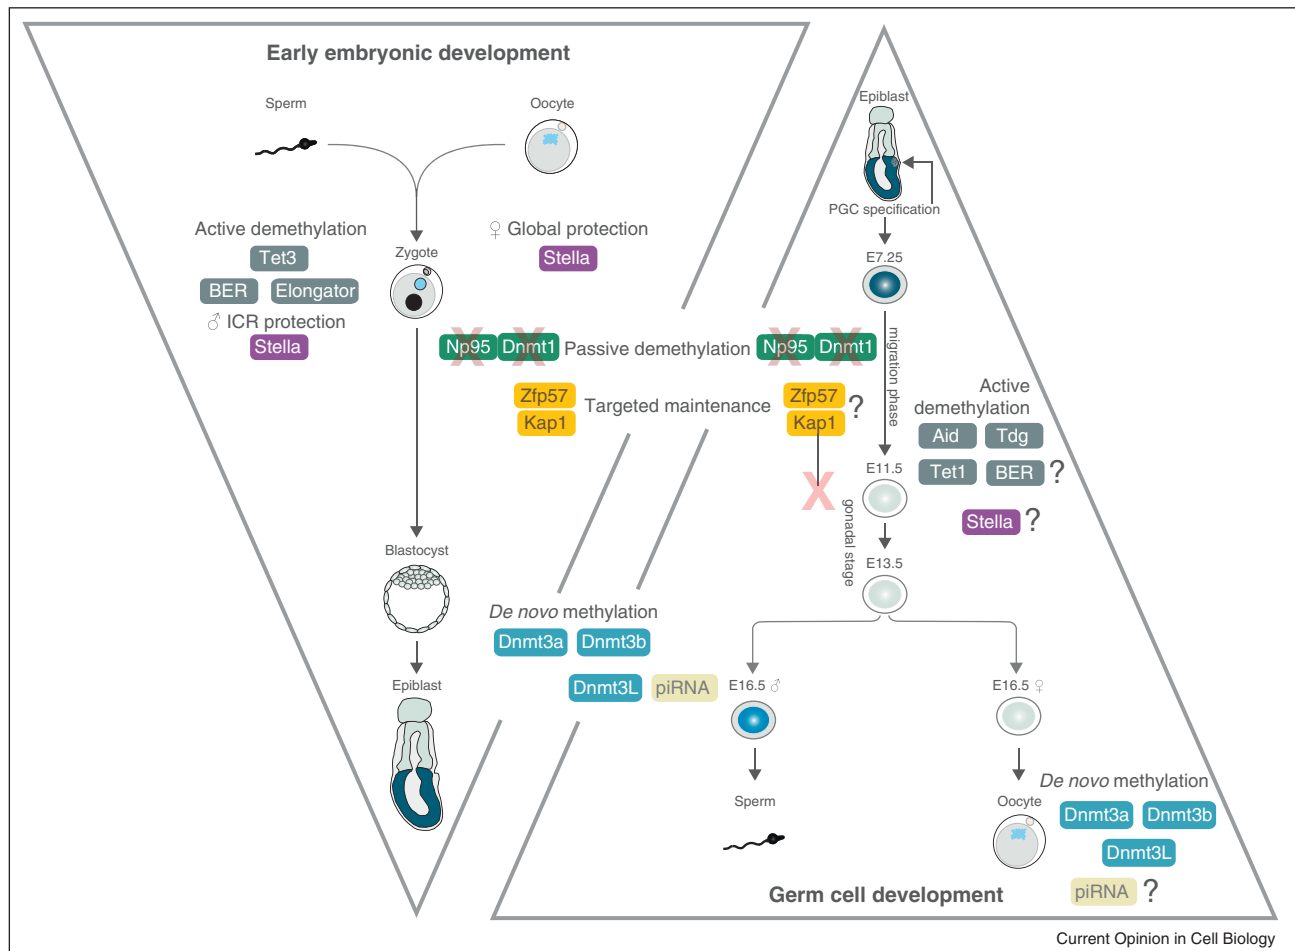 Early embryonic development
Sperm
Oocyte
Active demethylation
Tet3
BER
Elongator
♂ ICR protection
Stella
♀ Global protection
Stella
Zygote
Np95
Dnmt1
Passive demethylation
Np95
Dnmt1
Zfp57
Kap1
Targeted maintenance
Zfp57
Kap1
?
X
Blastocyst
De novo methylation
Dnmt3a
Dnmt3b
Dnmt3L
piRNA
Epiblast
Epiblast
PGC specification
E7.25
migration phase
Active
demethylation
Aid
Tdg
Tet1
BER
?
Stella
?
E11.5
gonadal stage
E13.5
E16.5 ♂
E16.5 ♀
Sperm
Oocyte
De novo methylation
Dnmt3a
Dnmt3b
Dnmt3L
piRNA
?
Germ cell development
Current Opinion in Cell Biology